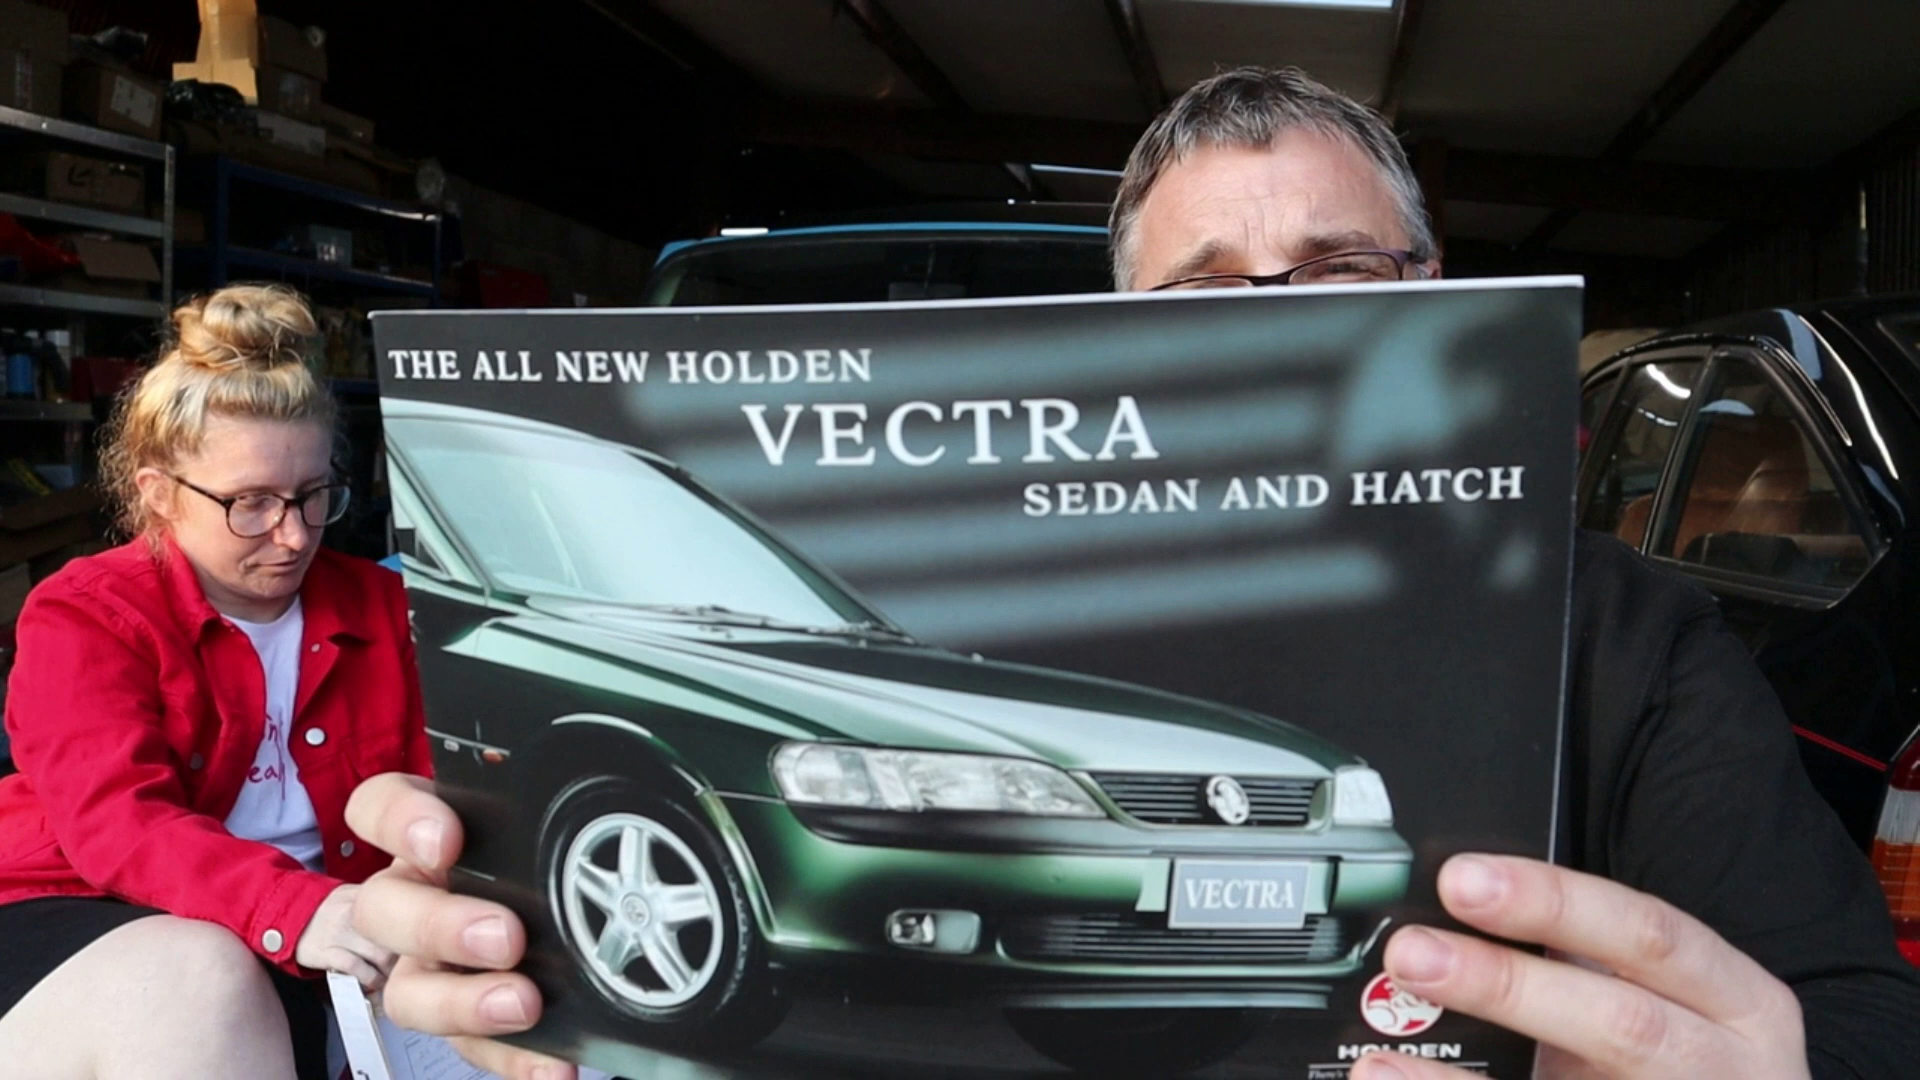 THE ALL NEW HOLDEN
VECTRA
SEDAN AND HATCH
VECTRA
HOLDEN